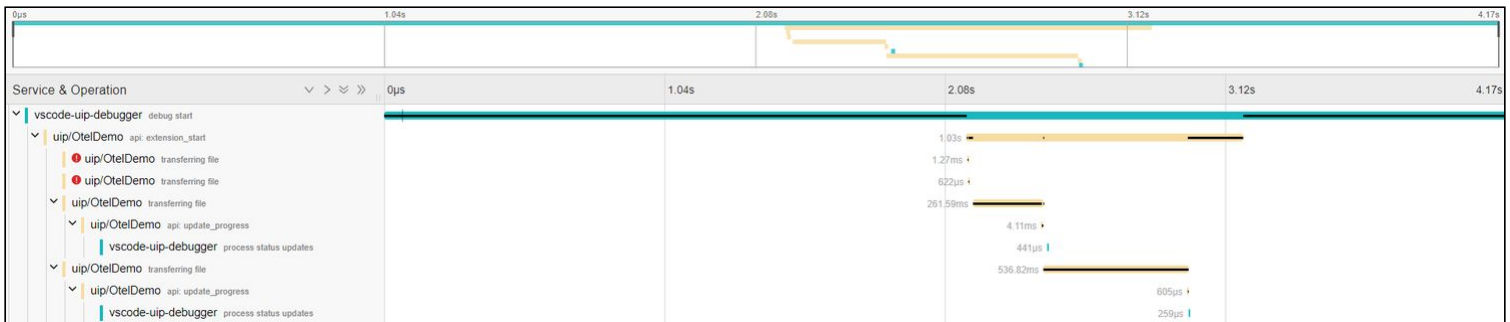 0μs 1.04s 2.08s 3.12s 4.17s
Service & Operation 0μs 1.04s 2.08s 3.12s 4.17s
vscode-uip-debugger debug start
uip/OtelDemo api: extension_start 1.03s
uip/OtelDemo transferring file 1.27ms
uip/OtelDemo transferring file 622μs
uip/OtelDemo transferring file 261.59ms
uip/OtelDemo api: update_progress 4.11ms
vscode-uip-debugger process status updates 441μs
uip/OtelDemo transferring file 536.82ms
uip/OtelDemo api: update_progress 605μs
vscode-uip-debugger process status updates 259μs